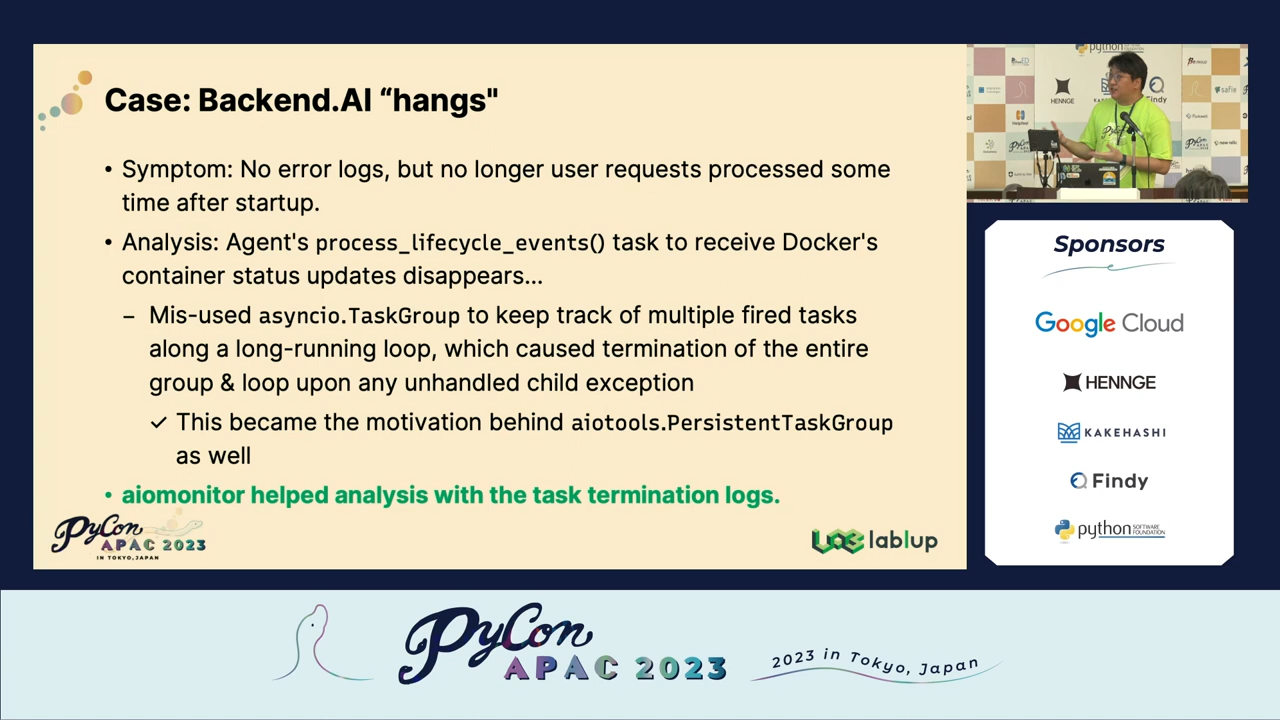 Case: Backend.AI “hangs"
• Symptom: No error logs, but no longer user requests processed some
time after startup.
• Analysis: Agent's process_lifecycle_events() task to receive Docker's
container status updates disappears...
– Mis-used asyncio.TaskGroup to keep track of multiple fired tasks
along a long-running loop, which caused termination of the entire
group & loop upon any unhandled child exception
✓ This became the motivation behind aiotools.PersistentTaskGroup
as well
• aiomonitor helped analysis with the task termination logs.
PyCon
APAC 2023
IN TOKYO, JAPAN
lablup
python
HENNGE
Findy
Sponsors
Google Cloud
HENNGE
KAKEHASHI
Findy
python SOFTWARE FOUNDATION
PyCon
APAC 2023
2023 in Tokyo, Japan